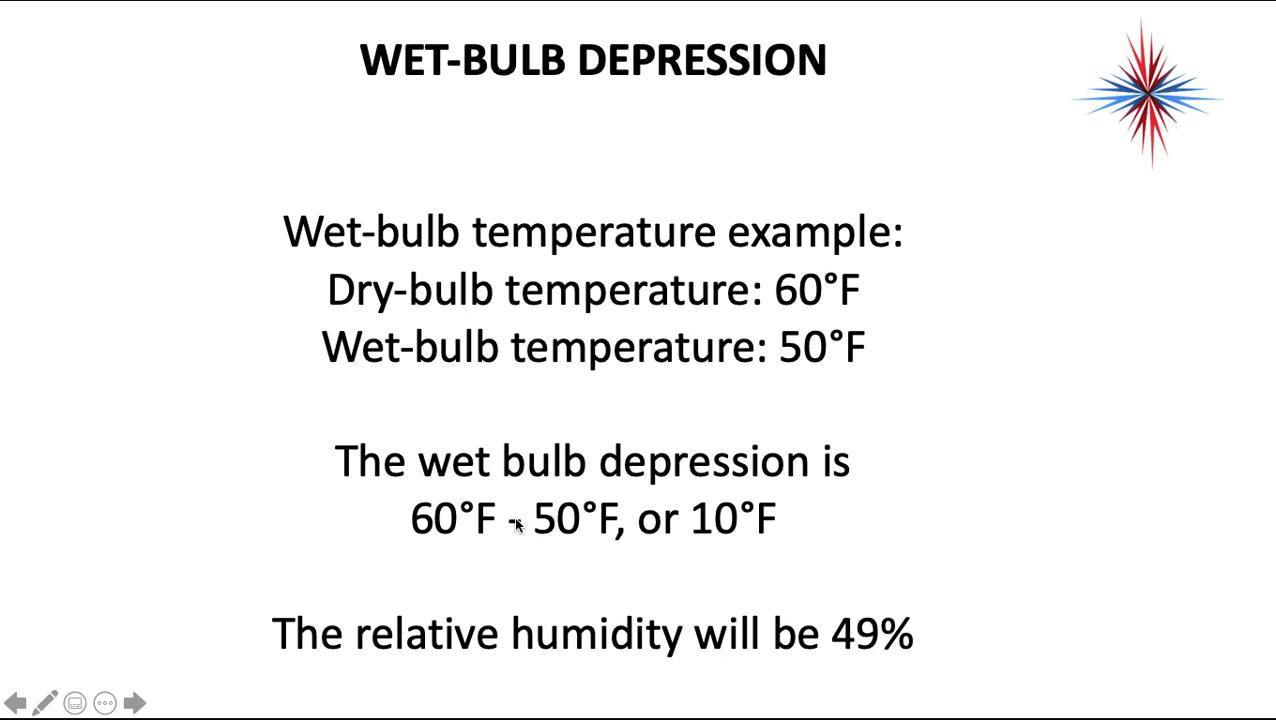 WET-BULB DEPRESSION
Wet-bulb temperature example:
Dry-bulb temperature: 60°F
Wet-bulb temperature: 50°F
The wet bulb depression is
60°F - 50°F, or 10°F
The relative humidity will be 49%